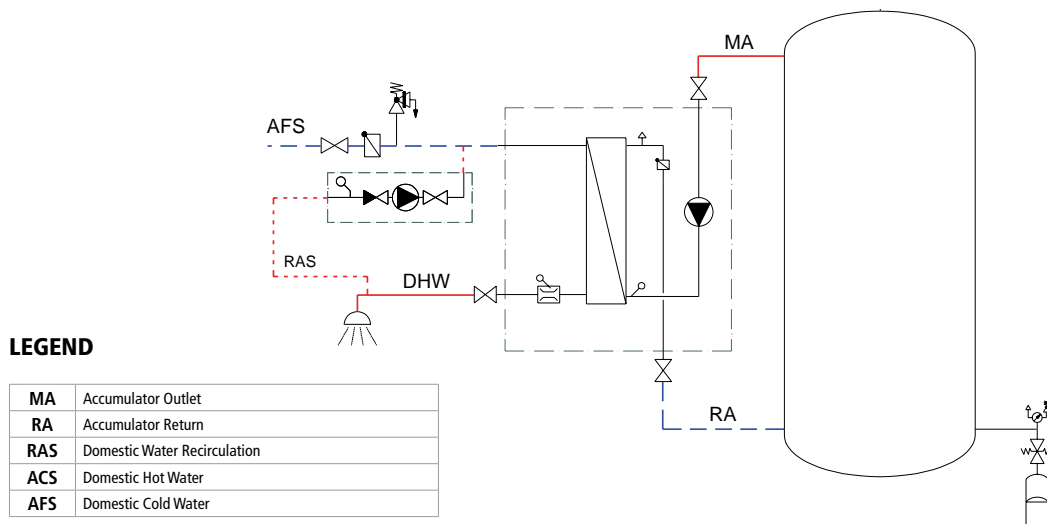 MA
AFS
RAS
DHW
RA
LEGEND
MA Accumulator Outlet
RA Accumulator Return
RAS Domestic Water Recirculation
ACS Domestic Hot Water
AFS Domestic Cold Water